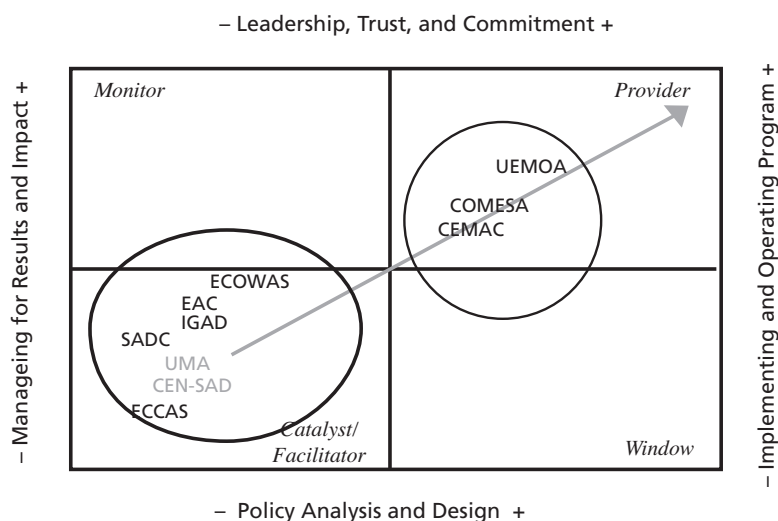 – Leadership, Trust, and Commitment +
– Manageing for Results and Impact +
Monitor
Provider
UEMOA
COMESA
CEMAC
ECOWAS
EAC
IGAD
SADC
UMA
CEN-SAD
ECCAS
Catalyst/
Facilitator
Window
– Implementing and Operating Program +
– Policy Analysis and Design +